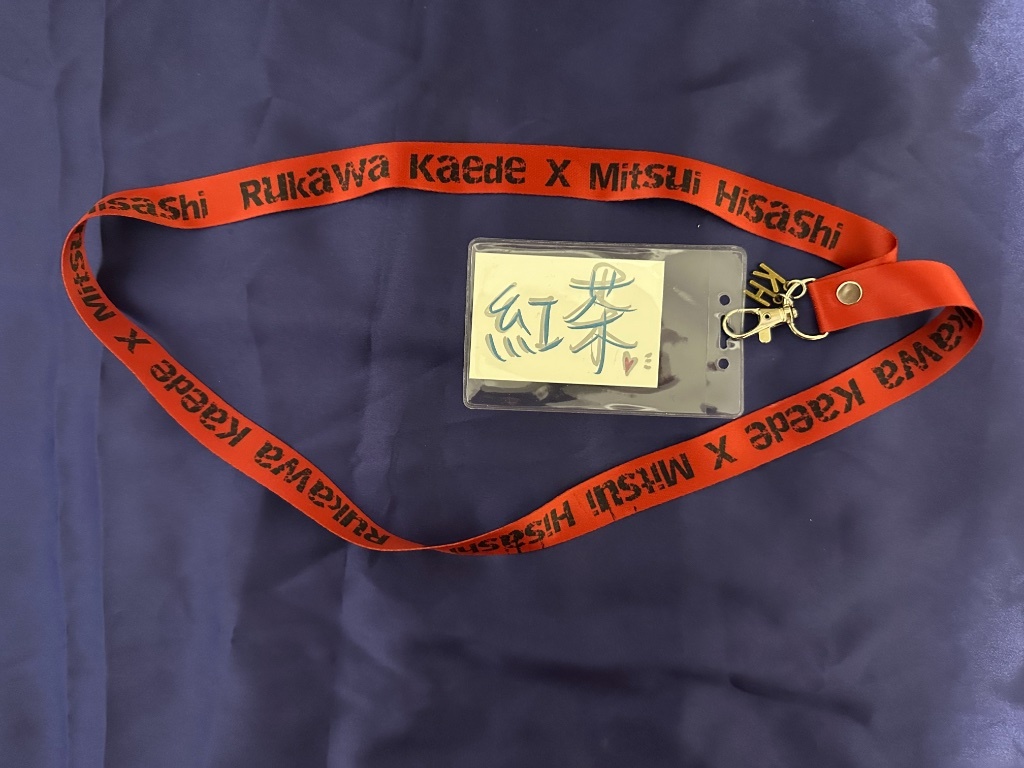 Hisashi Rukawa Kaede X Mitsui Hisashi
KH
紅茶
Rukawa Kaede X Mitsui Hisashi
Rukawa Kaede X Mitsui